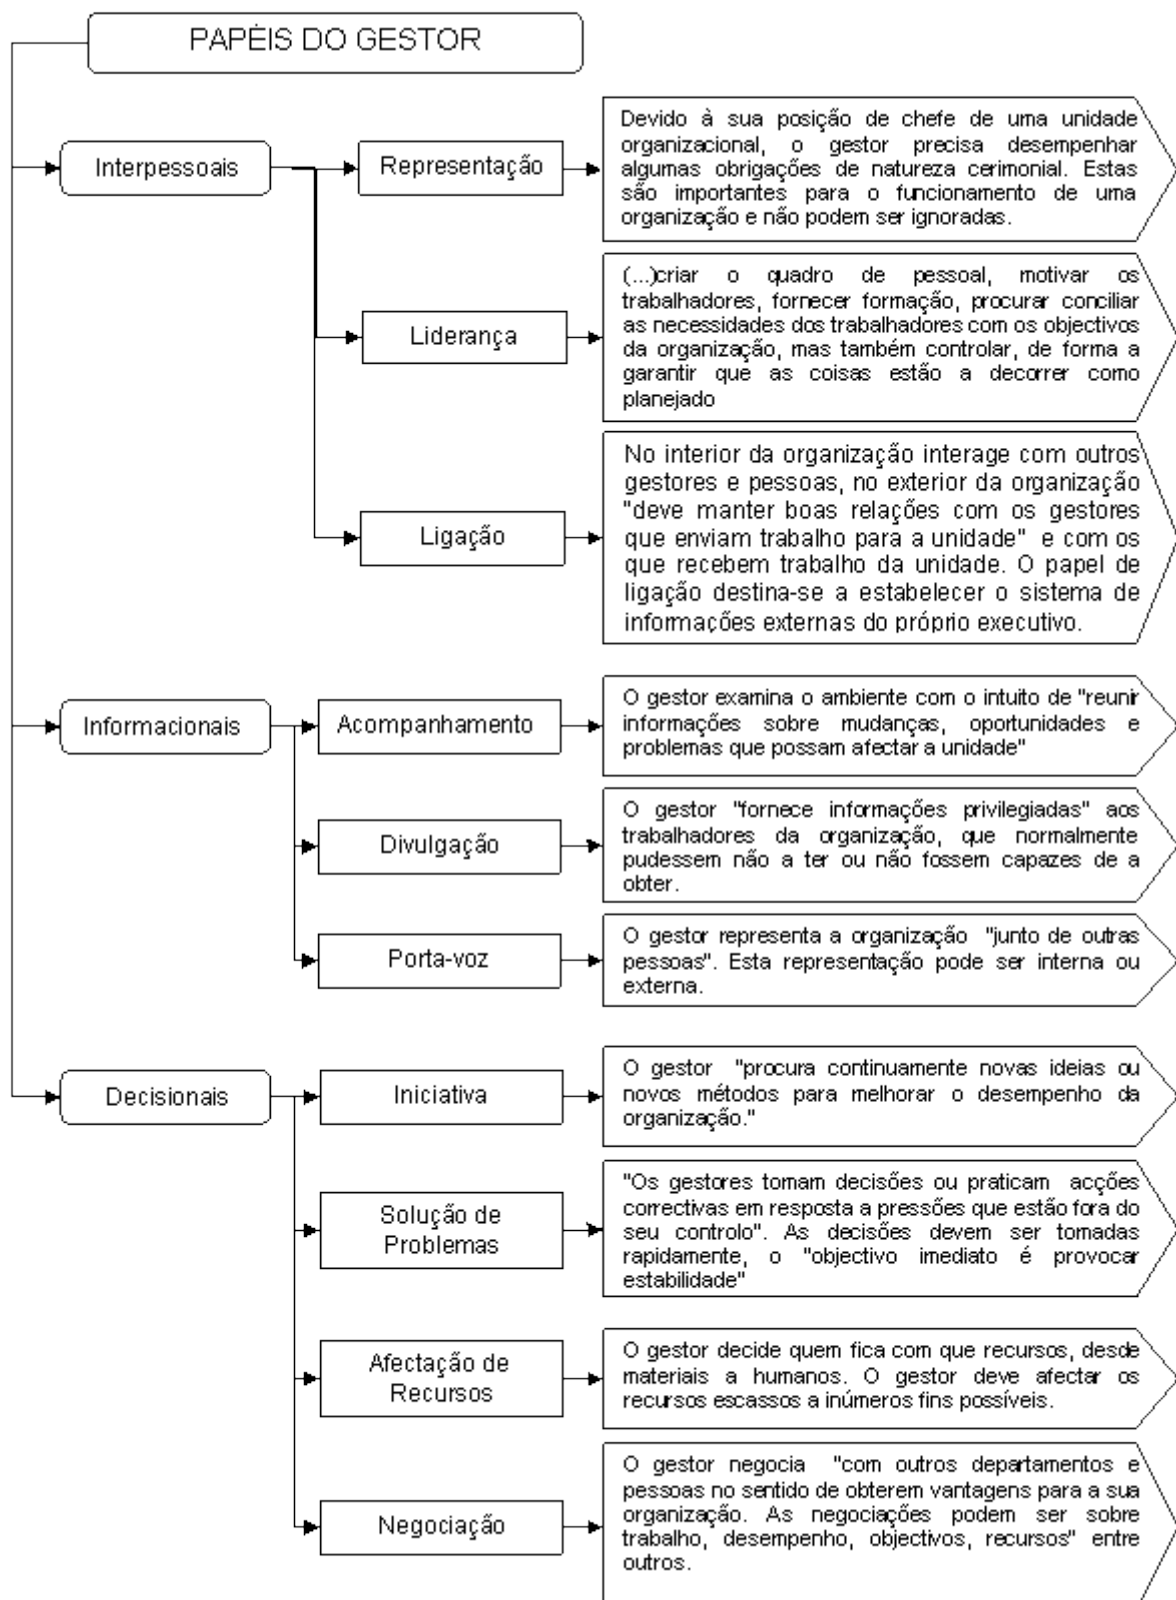 PAPÉIS DO GESTOR
Interpessoais
Representação
Devido à sua posição de chefe de uma unidade
organizacional, o gestor precisa desempenhar
algumas obrigações de natureza cerimonial. Estas
são importantes para o funcionamento de uma
organização e não podem ser ignoradas.
Liderança
(...)criar o quadro de pessoal, motivar os
trabalhadores, fornecer formação, procurar conciliar
as necessidades dos trabalhadores com os objectivos
da organização, mas também controlar, de forma a
garantir que as coisas estão a decorrer como
planejado
Ligação
No interior da organização interage com outros
gestores e pessoas, no exterior da organização
"deve manter boas relações com os gestores
que enviam trabalho para a unidade" e com os
que recebem trabalho da unidade. O papel de
ligação destina-se a estabelecer o sistema de
informações externas do próprio executivo.
Informacionais
Acompanhamento
O gestor examina o ambiente com o intuito de "reunir
informações sobre mudanças, oportunidades e
problemas que possam afectar a unidade"
Divulgação
O gestor "fornece informações privilegiadas" aos
trabalhadores da organização, que normalmente
pudessem não a ter ou não fossem capazes de a
obter.
Porta-voz
O gestor representa a organização "junto de outras
pessoas". Esta representação pode ser interna ou
externa.
Decisionais
Iniciativa
O gestor "procura continuamente novas ideias ou
novos métodos para melhorar o desempenho da
organização."
Solução de
Problemas
"Os gestores tomam decisões ou praticam acções
correctivas em resposta a pressões que estão fora do
seu controlo". As decisões devem ser tomadas
rapidamente, o "objectivo imediato é provocar
estabilidade"
Afectação de
Recursos
O gestor decide quem fica com que recursos, desde
materiais a humanos. O gestor deve afectar os
recursos escassos a inúmeros fins possíveis.
Negociação
O gestor negocia "com outros departamentos e
pessoas no sentido de obterem vantagens para a sua
organização. As negociações podem ser sobre
trabalho, desempenho, objectivos, recursos" entre
outros.